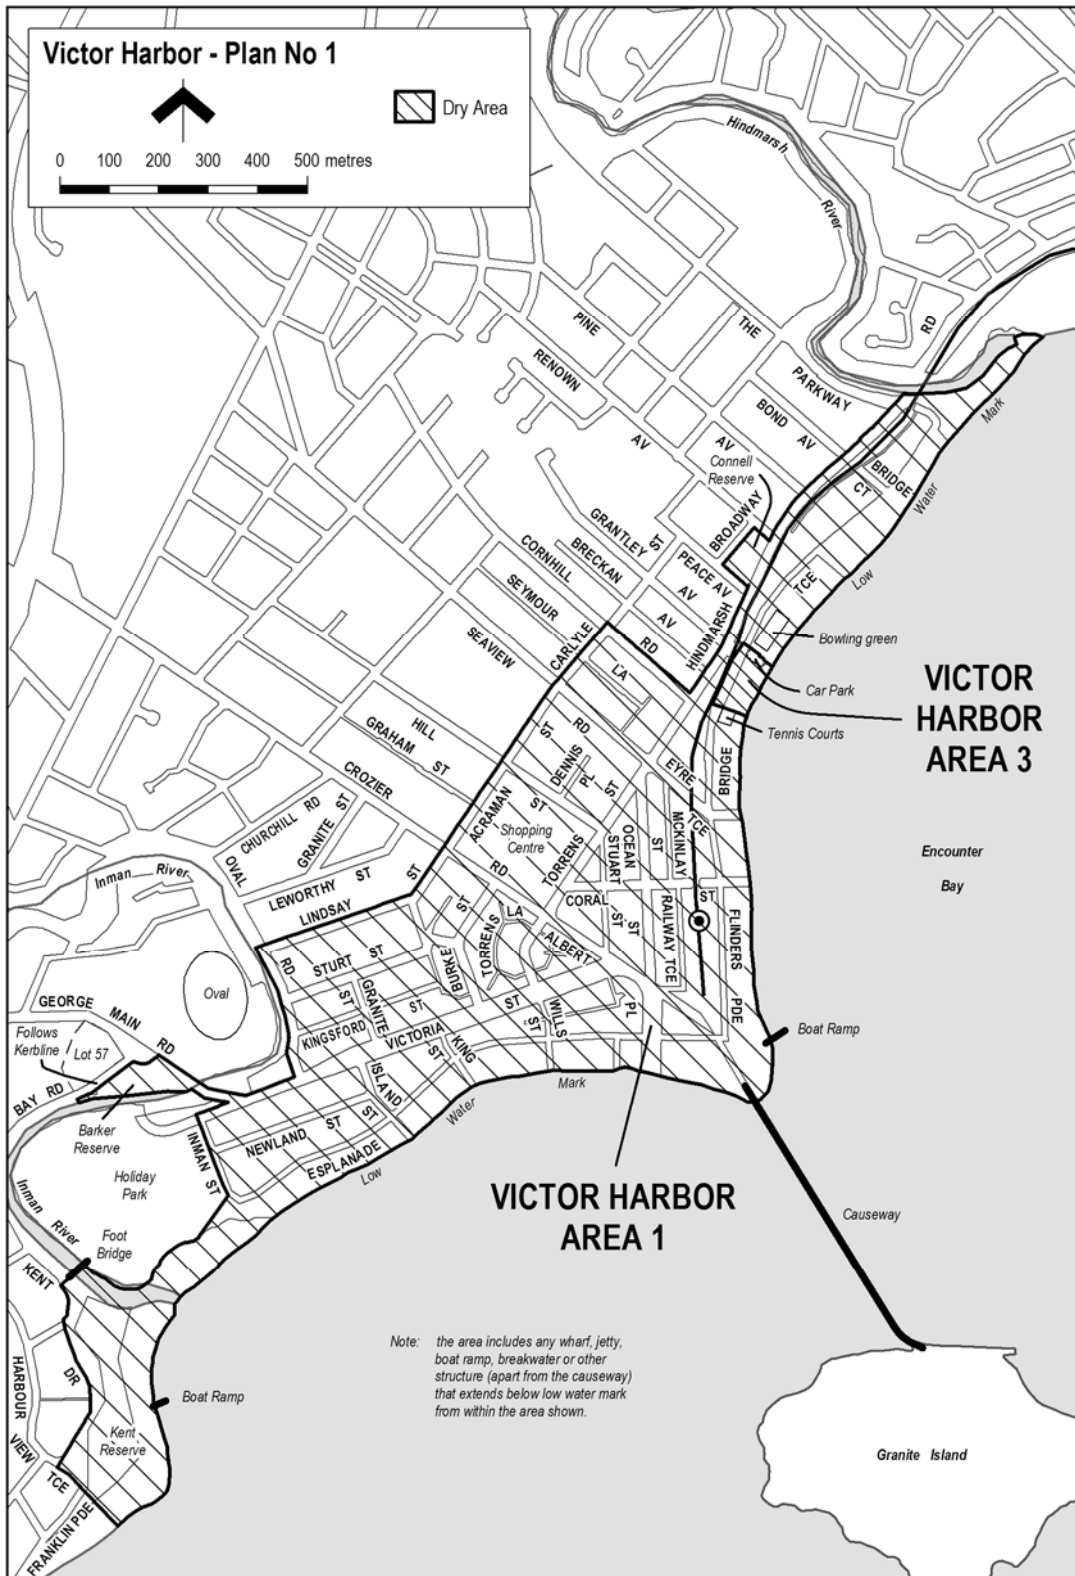 Victor Harbor - Plan No 1
Dry Area
0 100 200 300 400 500 metres
Hindmarsh
River
RD
PINE
THE
RENOWN
PARKWAY
BOND AV
AV
AV
Mark
Connell
Reserve
BRIDGE
CT
Water
BROADWAY
GRANTLEY
ST
BRECKAN
CORNHILL
SEYMOUR
PEACE AV
AV
AV
TCE
Low
SEAVIEW
CARLYLE
RD
HINDMARSH
Bowling green
LA
Car Park
VICTOR
HARBOR
AREA 3
Tennis Courts
HILL
GRAHAM ST
ST
RD
DENNIS
PL
ST
EYRE
TCE
BRIDGE
CROZIER
ACRAMAN
ST
Shopping
Centre
CHURCHILL RD
GRANITE ST
OVAL
TORRENS
OCEAN
STUART
ST
MCKINLAY
Encounter
Bay
Inman River
LEWORTHY ST
LINDSAY
ST
RD
CORAL
ST
ST
RAILWAY TCE
ST
FLINDERS
PDE
ST
LA
TORRENS
ALBERT
BURKE
RD
STURT ST
Oval
GEORGE MAIN RD
ST
GRANITE
ST
KINGSFORD
VICTORIA
ST
ST
WILLS
PL
Boat Ramp
Follows
Kerbline
Lot 57
ST
KING
BAY RD
ISLAND
Mark
Water
Barker
Reserve
INMAN ST
NEWLAND ST
ST
ESPLANADE
Low
Holiday
Park
VICTOR HARBOR
AREA 1
Causeway
Inman River
Foot
Bridge
KENT
Note: the area includes any wharf, jetty,
boat ramp, breakwater or other
structure (apart from the causeway)
that extends below low water mark
from within the area shown.
HARBOUR
DR
Boat Ramp
Kent
Reserve
VIEW
TCE
Granite Island
FRANKLIN PDE